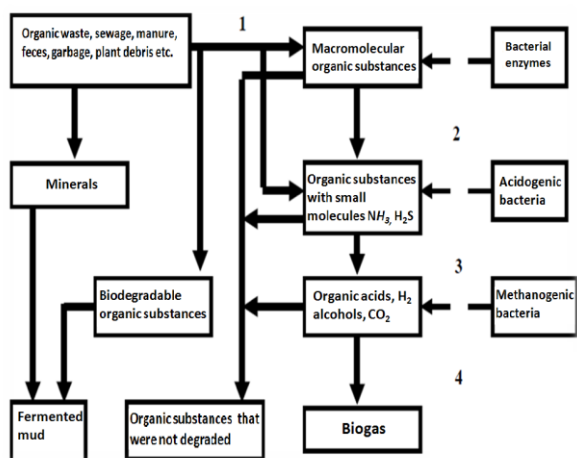 Organic waste, sewage, manure,
feces, garbage, plant debris etc.
1
Macromolecular
organic substances
Bacterial
enzymes
2
Minerals
Organic substances
with small
molecules NH₃, H₂S
Acidogenic
bacteria
3
Biodegradable
organic substances
Organic acids, H₂
alcohols, CO₂
Methanogenic
bacteria
4
Fermented
mud
Organic substances that
were not degraded
Biogas